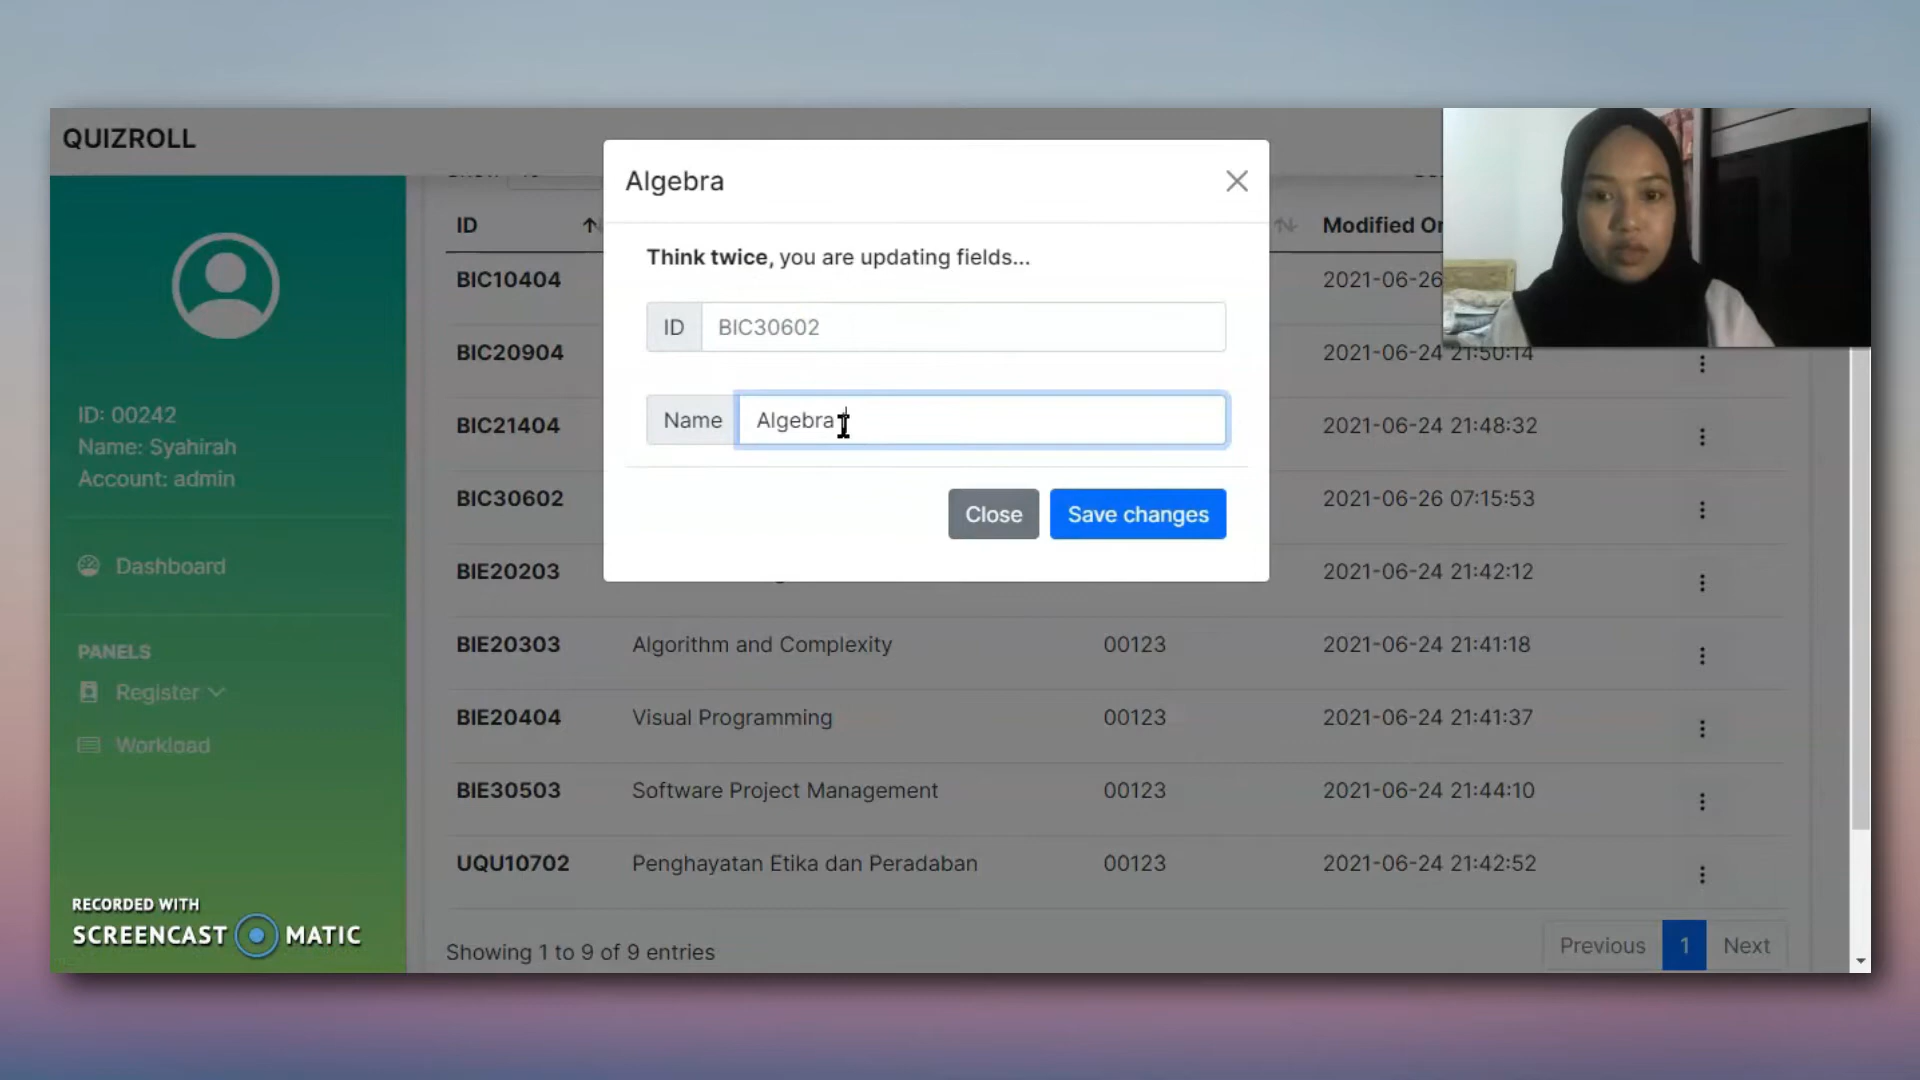 QUIZROLL
ID: 00242
Name: Syahirah
Account: admin
Dashboard
PANELS
Register
Workload
RECORDED WITH
SCREENCAST MATIC
Algebra
Think twice, you are updating fields...
ID BIC30602
Name Algebra
Close Save changes
ID Modified On
BIC10404 2021-06-26
BIC20904 2021-06-24 21:50:14
BIC21404 2021-06-24 21:48:32
BIC30602 2021-06-26 07:15:53
BIE20203 2021-06-24 21:42:12
BIE20303 Algorithm and Complexity 00123 2021-06-24 21:41:18
BIE20404 Visual Programming 00123 2021-06-24 21:41:37
BIE30503 Software Project Management 00123 2021-06-24 21:44:10
UQU10702 Penghayatan Etika dan Peradaban 00123 2021-06-24 21:42:52
Showing 1 to 9 of 9 entries
Previous 1 Next